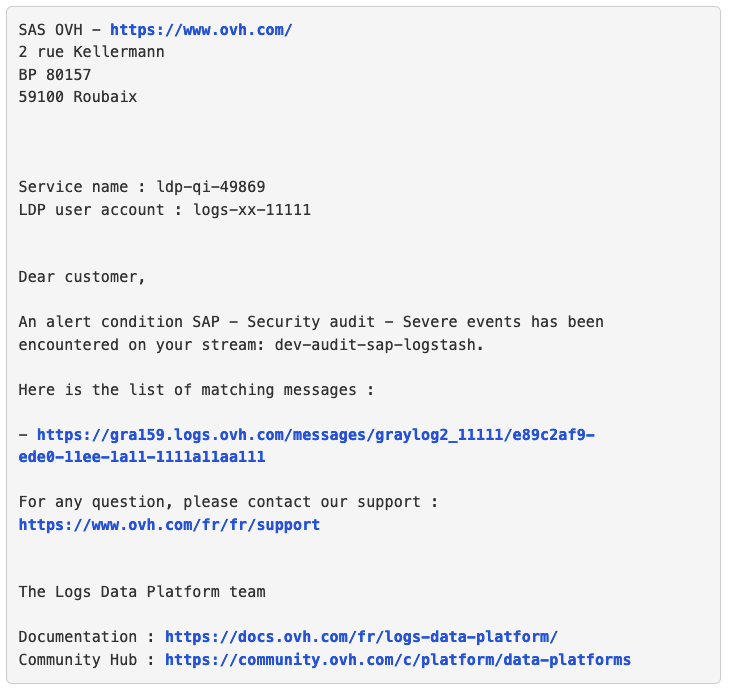 SAS OVH – https://www.ovh.com/
2 rue Kellermann
BP 80157
59100 Roubaix
Service name : ldp-qi-49869
LDP user account : logs-xx-11111
Dear customer,
An alert condition SAP – Security audit – Severe events has been
encountered on your stream: dev-audit-sap-logstash.
Here is the list of matching messages :
– https://gra159.logs.ovh.com/messages/graylog2_11111/e89c2af9-
ede0-11ee-1a11-1111a11aa111
For any question, please contact our support :
https://www.ovh.com/fr/fr/support
The Logs Data Platform team
Documentation : https://docs.ovh.com/fr/logs-data-platform/
Community Hub : https://community.ovh.com/c/platform/data-platforms